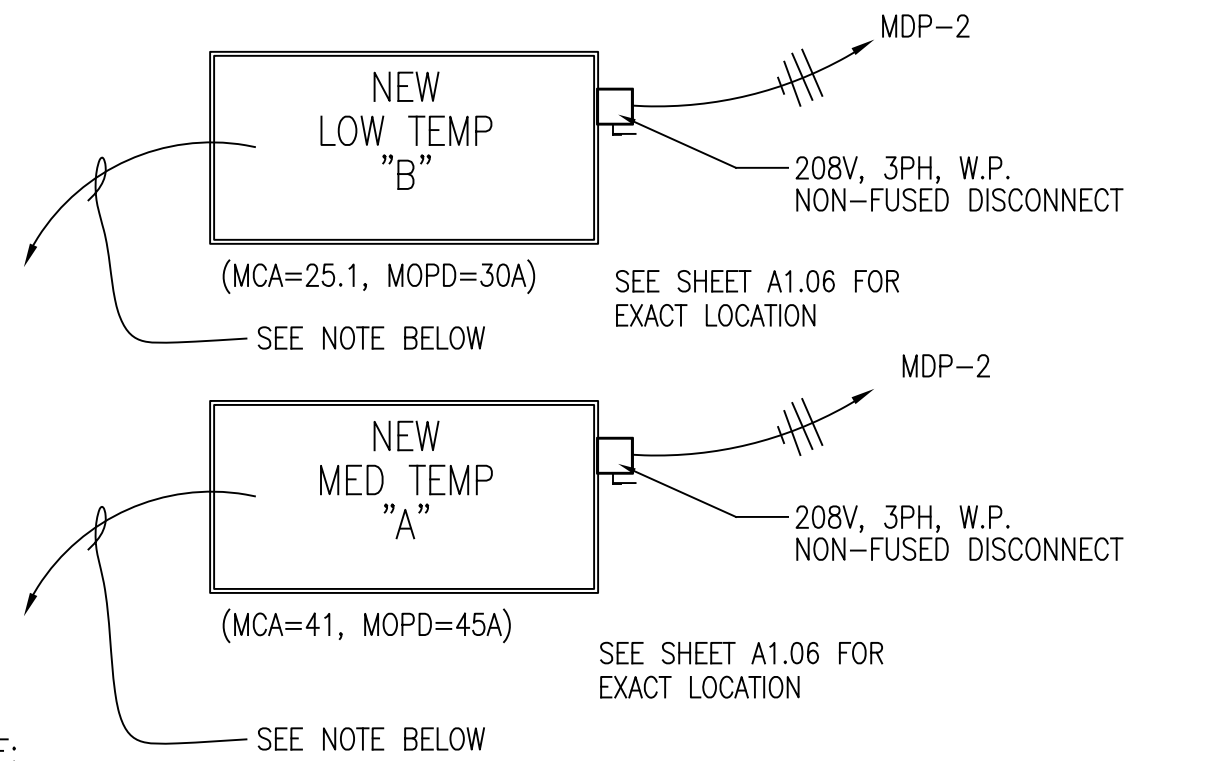 MDP-2
NEW
LOW TEMP
"B"
208V, 3PH, W.P.
NON-FUSED DISCONNECT
(MCA=25.1, MOPD=30A)
SEE SHEET A1.06 FOR
EXACT LOCATION
SEE NOTE BELOW
MDP-2
NEW
MED TEMP
"A"
208V, 3PH, W.P.
NON-FUSED DISCONNECT
(MCA=41, MOPD=45A)
SEE SHEET A1.06 FOR
EXACT LOCATION
SEE NOTE BELOW